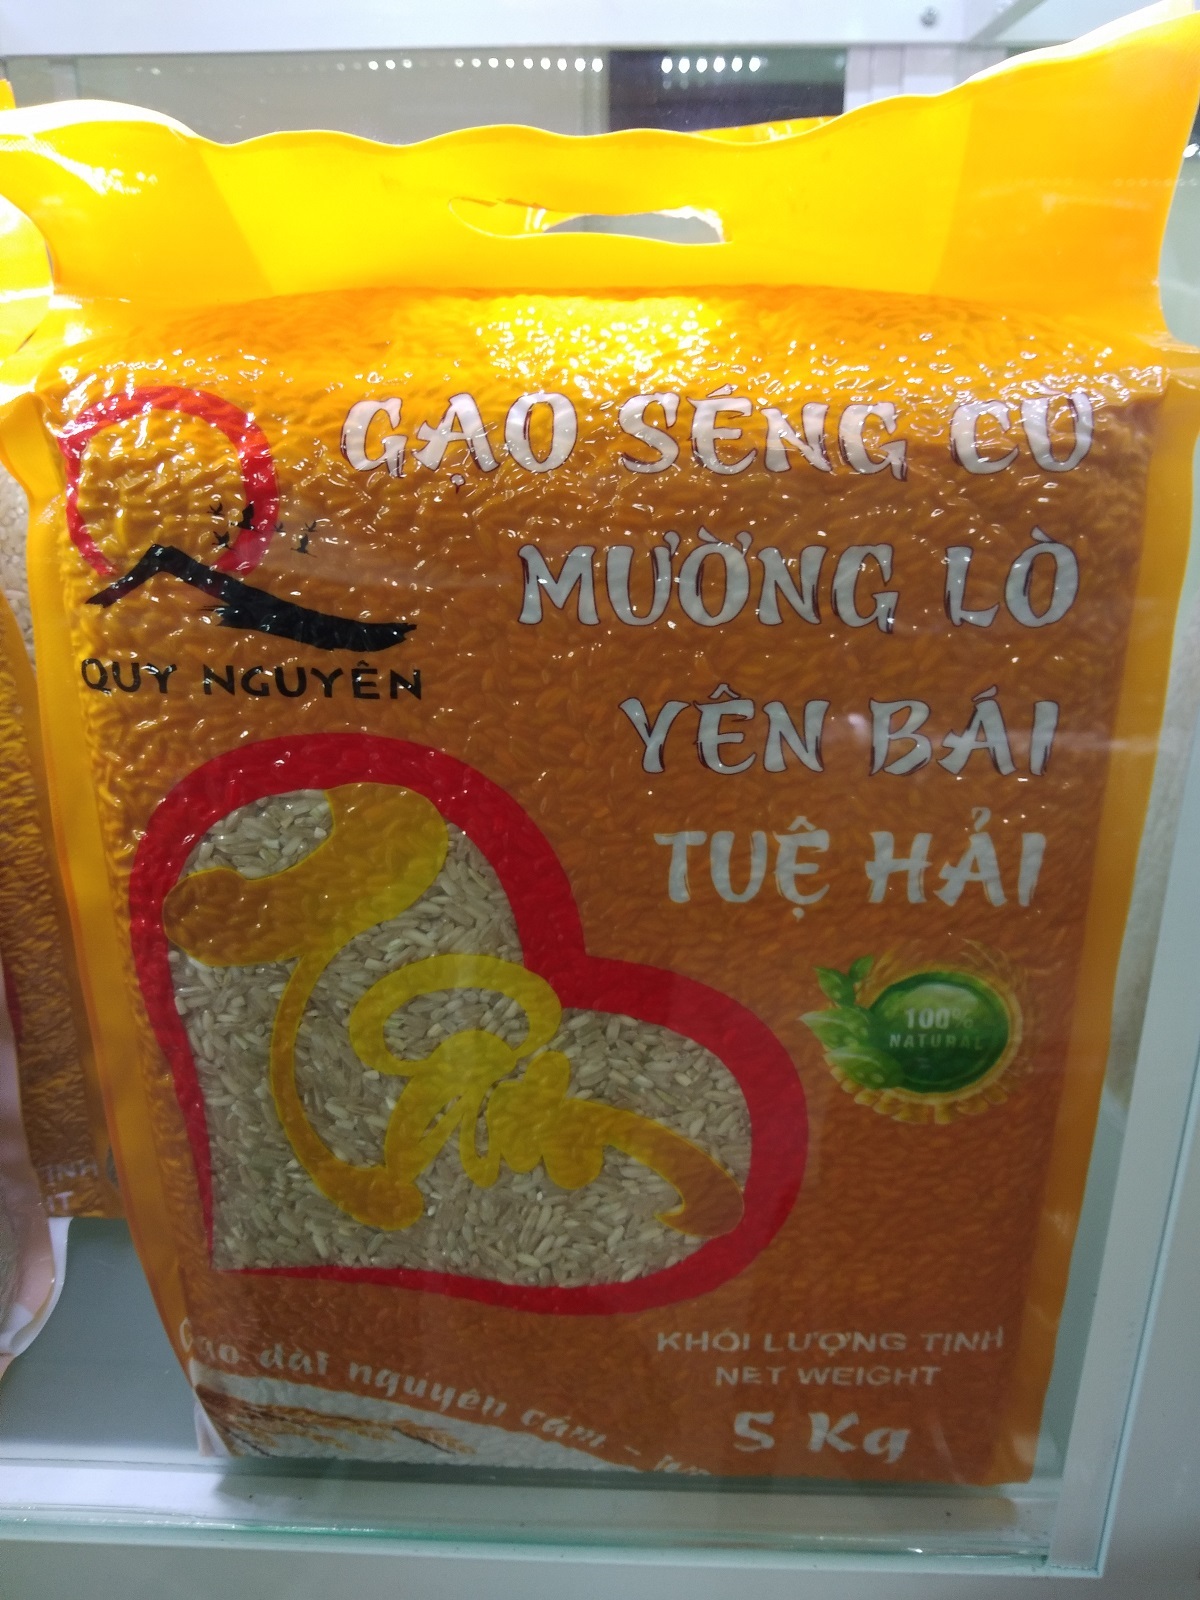 GẠO SÉNG CÙ
MƯỜNG LÒ
YÊN BÁI
TUỆ HẢI
QUY NGUYÊN
Tâm
100%
NATURAL
KHỐI LƯỢNG TỊNH
NET WEIGHT
5 Kg
Gạo dài nguyên cám -